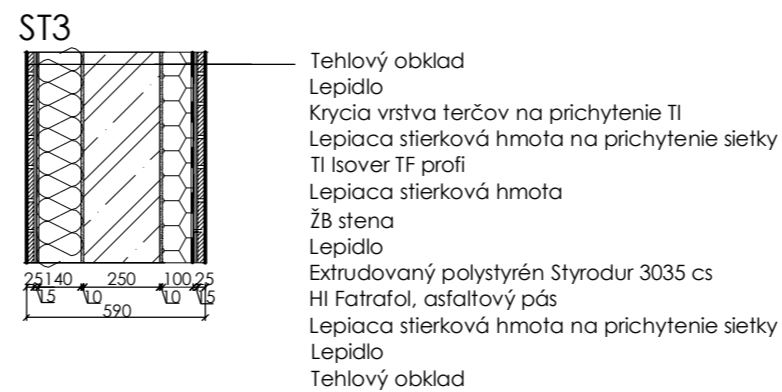 ST3
Tehlový obklad
Lepidlo
Krycia vrstva terčov na prichytenie TI
Lepiaca stierková hmota na prichytenie sietky
TI Isover TF profi
Lepiaca stierková hmota
ŽB stena
Lepidlo
Extrudovaný polystyrén Styrodur 3035 cs
HI Fatrafol, asfaltový pás
Lepiaca stierková hmota na prichytenie sietky
Lepidlo
Tehlový obklad
25 140 250 100 25
15 10 10 15
590